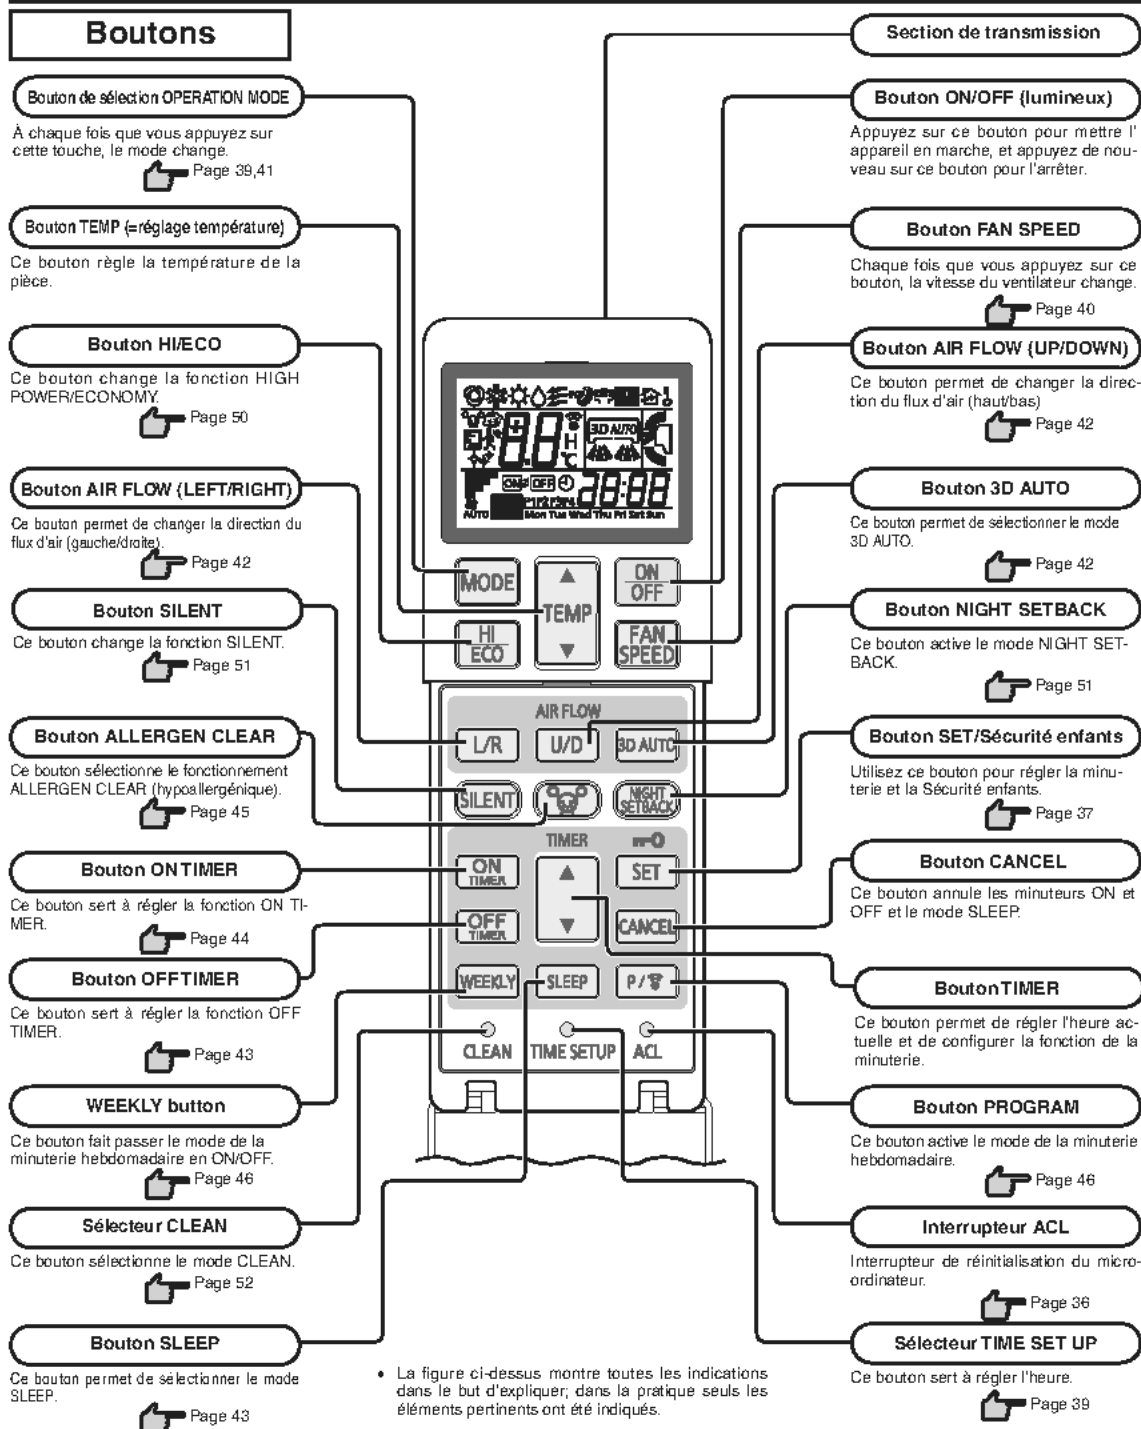 Boutons
Section de transmission
Bouton de sélection OPERATION MODE
À chaque fois que vous appuyez sur
cette touche, le mode change.
Page 39,41
Bouton TEMP (=réglage température)
Ce bouton règle la température de la
pièce.
Bouton HI/ECO
Ce bouton change la fonction HIGH
POWER/ECONOMY.
Page 50
Bouton AIR FLOW (LEFT/RIGHT)
Ce bouton permet de changer la direction du
flux d'air (gauche/droite).
Page 42
Bouton SILENT
Ce bouton change la fonction SILENT.
Page 51
Bouton ALLERGEN CLEAR
Ce bouton sélectionne le fonctionnement
ALLERGEN CLEAR (hypoallergénique).
Page 45
Bouton ON TIMER
Ce bouton sert à régler la fonction ON TI-
MER.
Page 44
Bouton OFF TIMER
Ce bouton sert à régler la fonction OFF
TIMER.
Page 43
WEEKLY button
Ce bouton fait passer le mode de la
minuterie hebdomadaire en ON/OFF.
Page 46
Sélecteur CLEAN
Ce bouton sélectionne le mode CLEAN.
Page 52
Bouton SLEEP
Ce bouton permet de sélectionner le mode
SLEEP.
Page 43
Bouton ON/OFF (lumineux)
Appuyez sur ce bouton pour mettre l'
appareil en marche, et appuyez de nou-
veau sur ce bouton pour l'arrêter.
Bouton FAN SPEED
Chaque fois que vous appuyez sur ce
bouton, la vitesse du ventilateur change.
Page 40
Bouton AIR FLOW (UP/DOWN)
Ce bouton permet de changer la direc-
tion du flux d'air (haut/bas)
Page 42
Bouton 3D AUTO
Ce bouton permet de sélectionner le mode
3D AUTO.
Page 42
Bouton NIGHT SETBACK
Ce bouton active le mode NIGHT SET-
BACK.
Page 51
Bouton SET/Sécurité enfants
Utilisez ce bouton pour régler la minu-
terie et la Sécurité enfants.
Page 37
Bouton CANCEL
Ce bouton annule les minuteurs ON et
OFF et le mode SLEEP.
Bouton TIMER
Ce bouton permet de régler l'heure ac-
tuelle et de configurer la fonction de la
minuterie.
Bouton PROGRAM
Ce bouton active le mode de la minuterie
hebdomadaire.
Page 46
Interrupteur ACL
Interrupteur de réinitialisation du micro-
ordinateur.
Page 36
Sélecteur TIME SET UP
Ce bouton sert à régler l'heure.
Page 39
3D AUTO
H
°C
ON OFF
88:88
AUTO
Mon Tue Wed Thu Fri Sat Sun
MODE
TEMP
ON
OFF
HI
ECO
FAN
SPEED
AIR FLOW
L/R
U/D
3D AUTO
SILENT
NIGHT
SETBACK
TIMER
ON
TIMER
SET
OFF
TIMER
CANCEL
WEEKLY
SLEEP
P /
CLEAN
TIME SETUP
ACL
• La figure ci-dessus montre toutes les indications
dans le but d'expliquer; dans la pratique seuls les
éléments pertinents ont été indiqués.